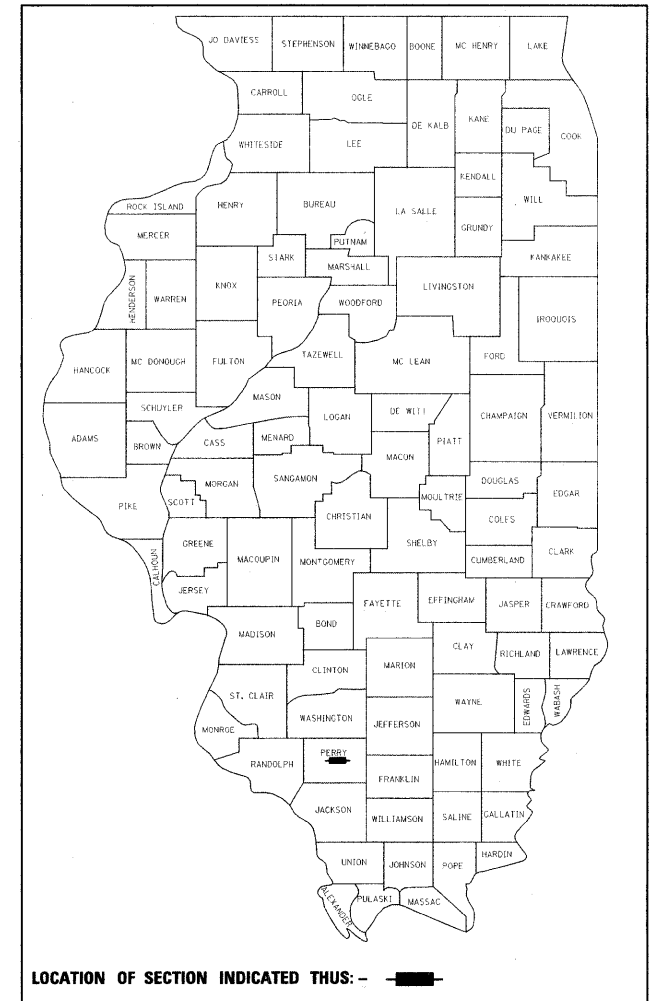 JO DAVIESS STEPHENSON WINNEBAGO BOONE MC HENRY LAKE
CARROLL OGLE
DE KALB KANE DU PAGE COOK
WHITESIDE LEE
KENDALL
ROCK ISLAND HENRY BUREAU LA SALLE WILL
MERCER PUTNAM GRUNDY
STARK MARSHALL KANKAKEE
HENDERSON WARREN KNOX PEORIA WOODFORD LIVINGSTON
IROQUOIS
HANCOCK MC DONOUGH FULTON TAZEWELL MC LEAN FORD
MASON
SCHUYLER LOGAN DE WITT CHAMPAIGN VERMILION
ADAMS BROWN CASS MENARD PIATT
MACON
PIKE SCOTT MORGAN SANGAMON MOULTRIE DOUGLAS EDGAR
CHRISTIAN COLES
GREENE MACOUPIN MONTGOMERY SHELBY CUMBERLAND CLARK
CALHOUN JERSEY
FAYETTE EFFINGHAM JASPER CRAWFORD
MADISON BOND
CLAY RICHLAND LAWRENCE
CLINTON MARION
ST. CLAIR WAYNE EDWARDS WABASH
WASHINGTON JEFFERSON
MONROE
RANDOLPH PERRY HAMILTON WHITE
FRANKLIN
JACKSON WILLIAMSON SALINE GALLATIN
UNION JOHNSON POPE HARDIN
ALEXANDER PULASKI MASSAC
LOCATION OF SECTION INDICATED THUS: -